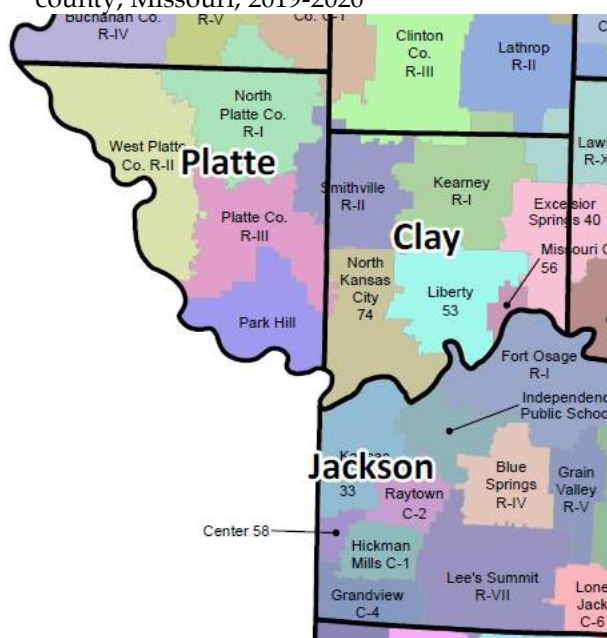 county, Missouri, 2019-2020
Buchanan Co.
R-IV
R-V
Co. C-1
Clinton
Co.
R-III
Lathrop
R-II
North
Platte Co.
R-I
West Platte
Co. R-II
Platte
Smithville
R-II
Kearney
R-I
Excelsior
Springs 40
Platte Co.
R-III
Clay
56
North
Kansas
City
74
Liberty
53
Park Hill
Fort Osage
R-I
Jackson
33
Raytown
C-2
Blue
Springs
R-IV
Grain
Valley
R-V
Center 58
Hickman
Mills C-1
Lee's Summit
R-VII
Grandview
C-4
C-6